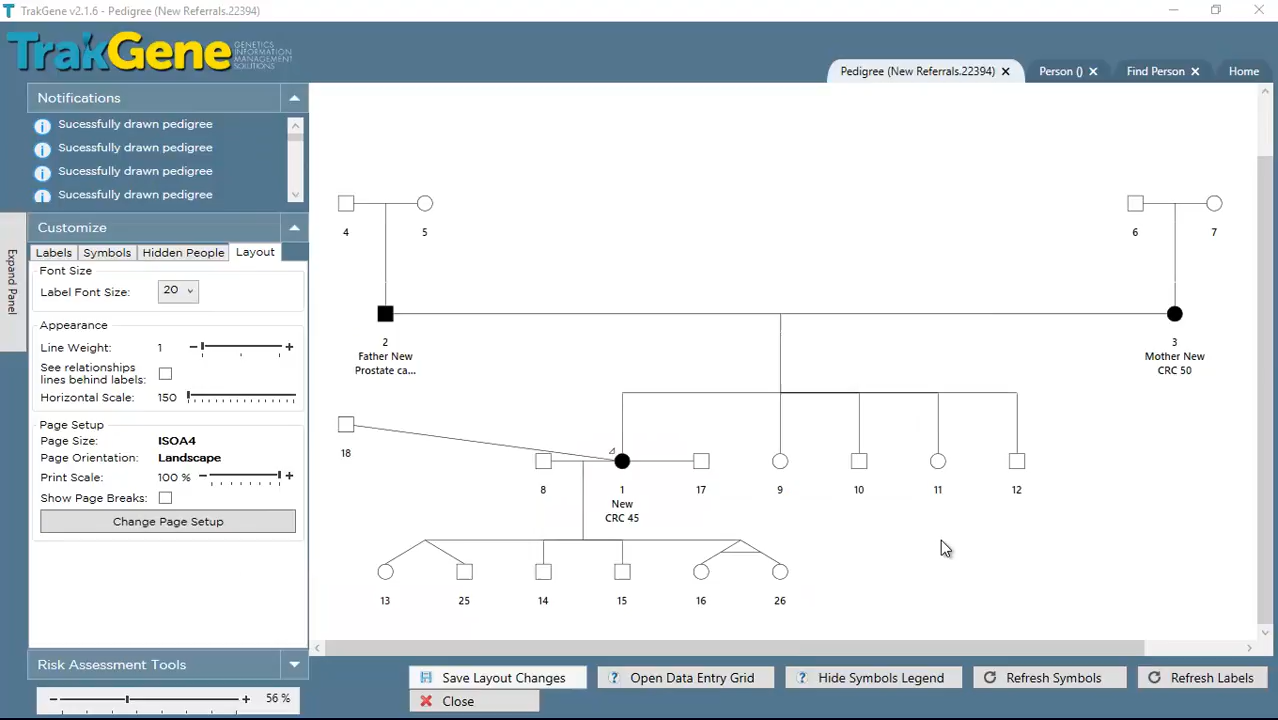 TrakGene v2.1.6 - Pedigree (New Referrals.22394)
TrakGene GENETICS
INFORMATION
MANAGEMENT
SOLUTIONS
Pedigree (New Referrals.22394) Person () Find Person Home
Notifications
Sucessfully drawn pedigree
Sucessfully drawn pedigree
Sucessfully drawn pedigree
Sucessfully drawn pedigree
Expand Panel
Customize
Labels Symbols Hidden People Layout
Font Size
Label Font Size: 20
Appearance
Line Weight: 1
See relationships
lines behind labels:
Horizontal Scale: 150
Page Setup
Page Size: ISOA4
Page Orientation: Landscape
Print Scale: 100 %
Show Page Breaks:
Change Page Setup
Risk Assessment Tools
56 %
4 5 6 7
2
Father New
Prostate ca...
3
Mother New
CRC 50
18
8 1 17 9 10 11 12
New
CRC 45
13 25 14 15 16 26
Save Layout Changes Open Data Entry Grid Hide Symbols Legend Refresh Symbols Refresh Labels
Close